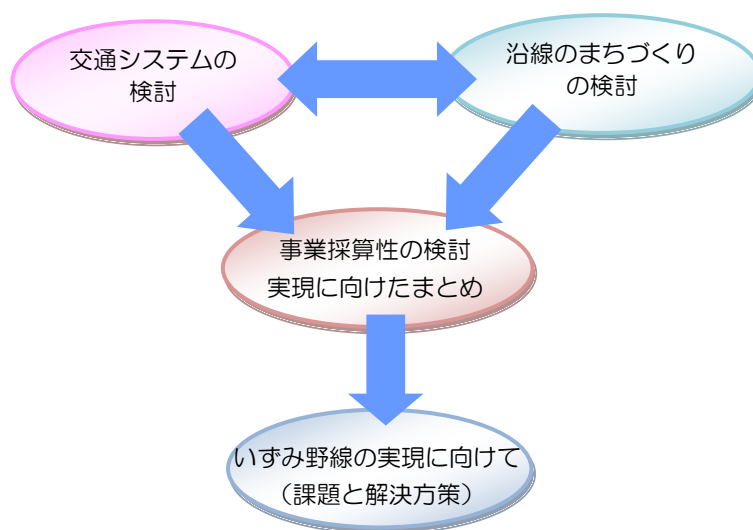 交通システムの
検討
沿線のまちづくり
の検討
事業採算性の検討
実現に向けたまとめ
いずみ野線の実現に向けて
（課題と解決方策）